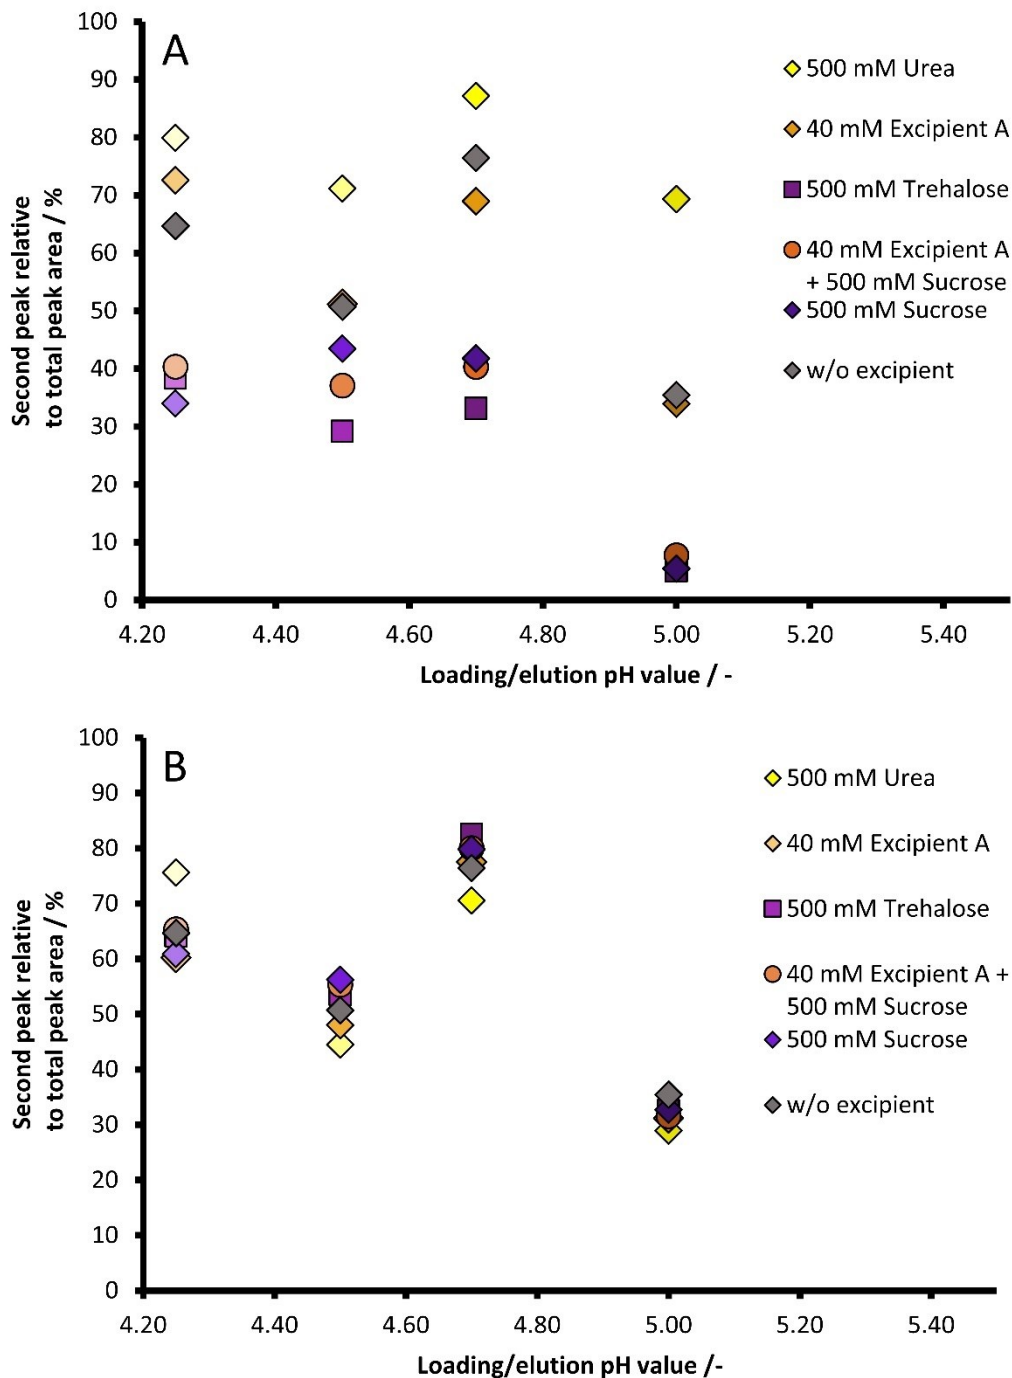 A
100
90
80
70
60
50
40
30
20
10
0
Second peak relative
to total peak area / %
4.20
4.40
4.60
4.80
5.00
5.20
5.40
Loading/elution pH value / -
500 mM Urea
40 mM Excipient A
500 mM Trehalose
40 mM Excipient A
+ 500 mM Sucrose
500 mM Sucrose
w/o excipient
B
100
90
80
70
60
50
40
30
20
10
0
Second peak relative
to total peak area / %
4.20
4.40
4.60
4.80
5.00
5.20
5.40
Loading/elution pH value /-
500 mM Urea
40 mM Excipient A
500 mM Trehalose
40 mM Excipient A +
500 mM Sucrose
500 mM Sucrose
w/o excipient